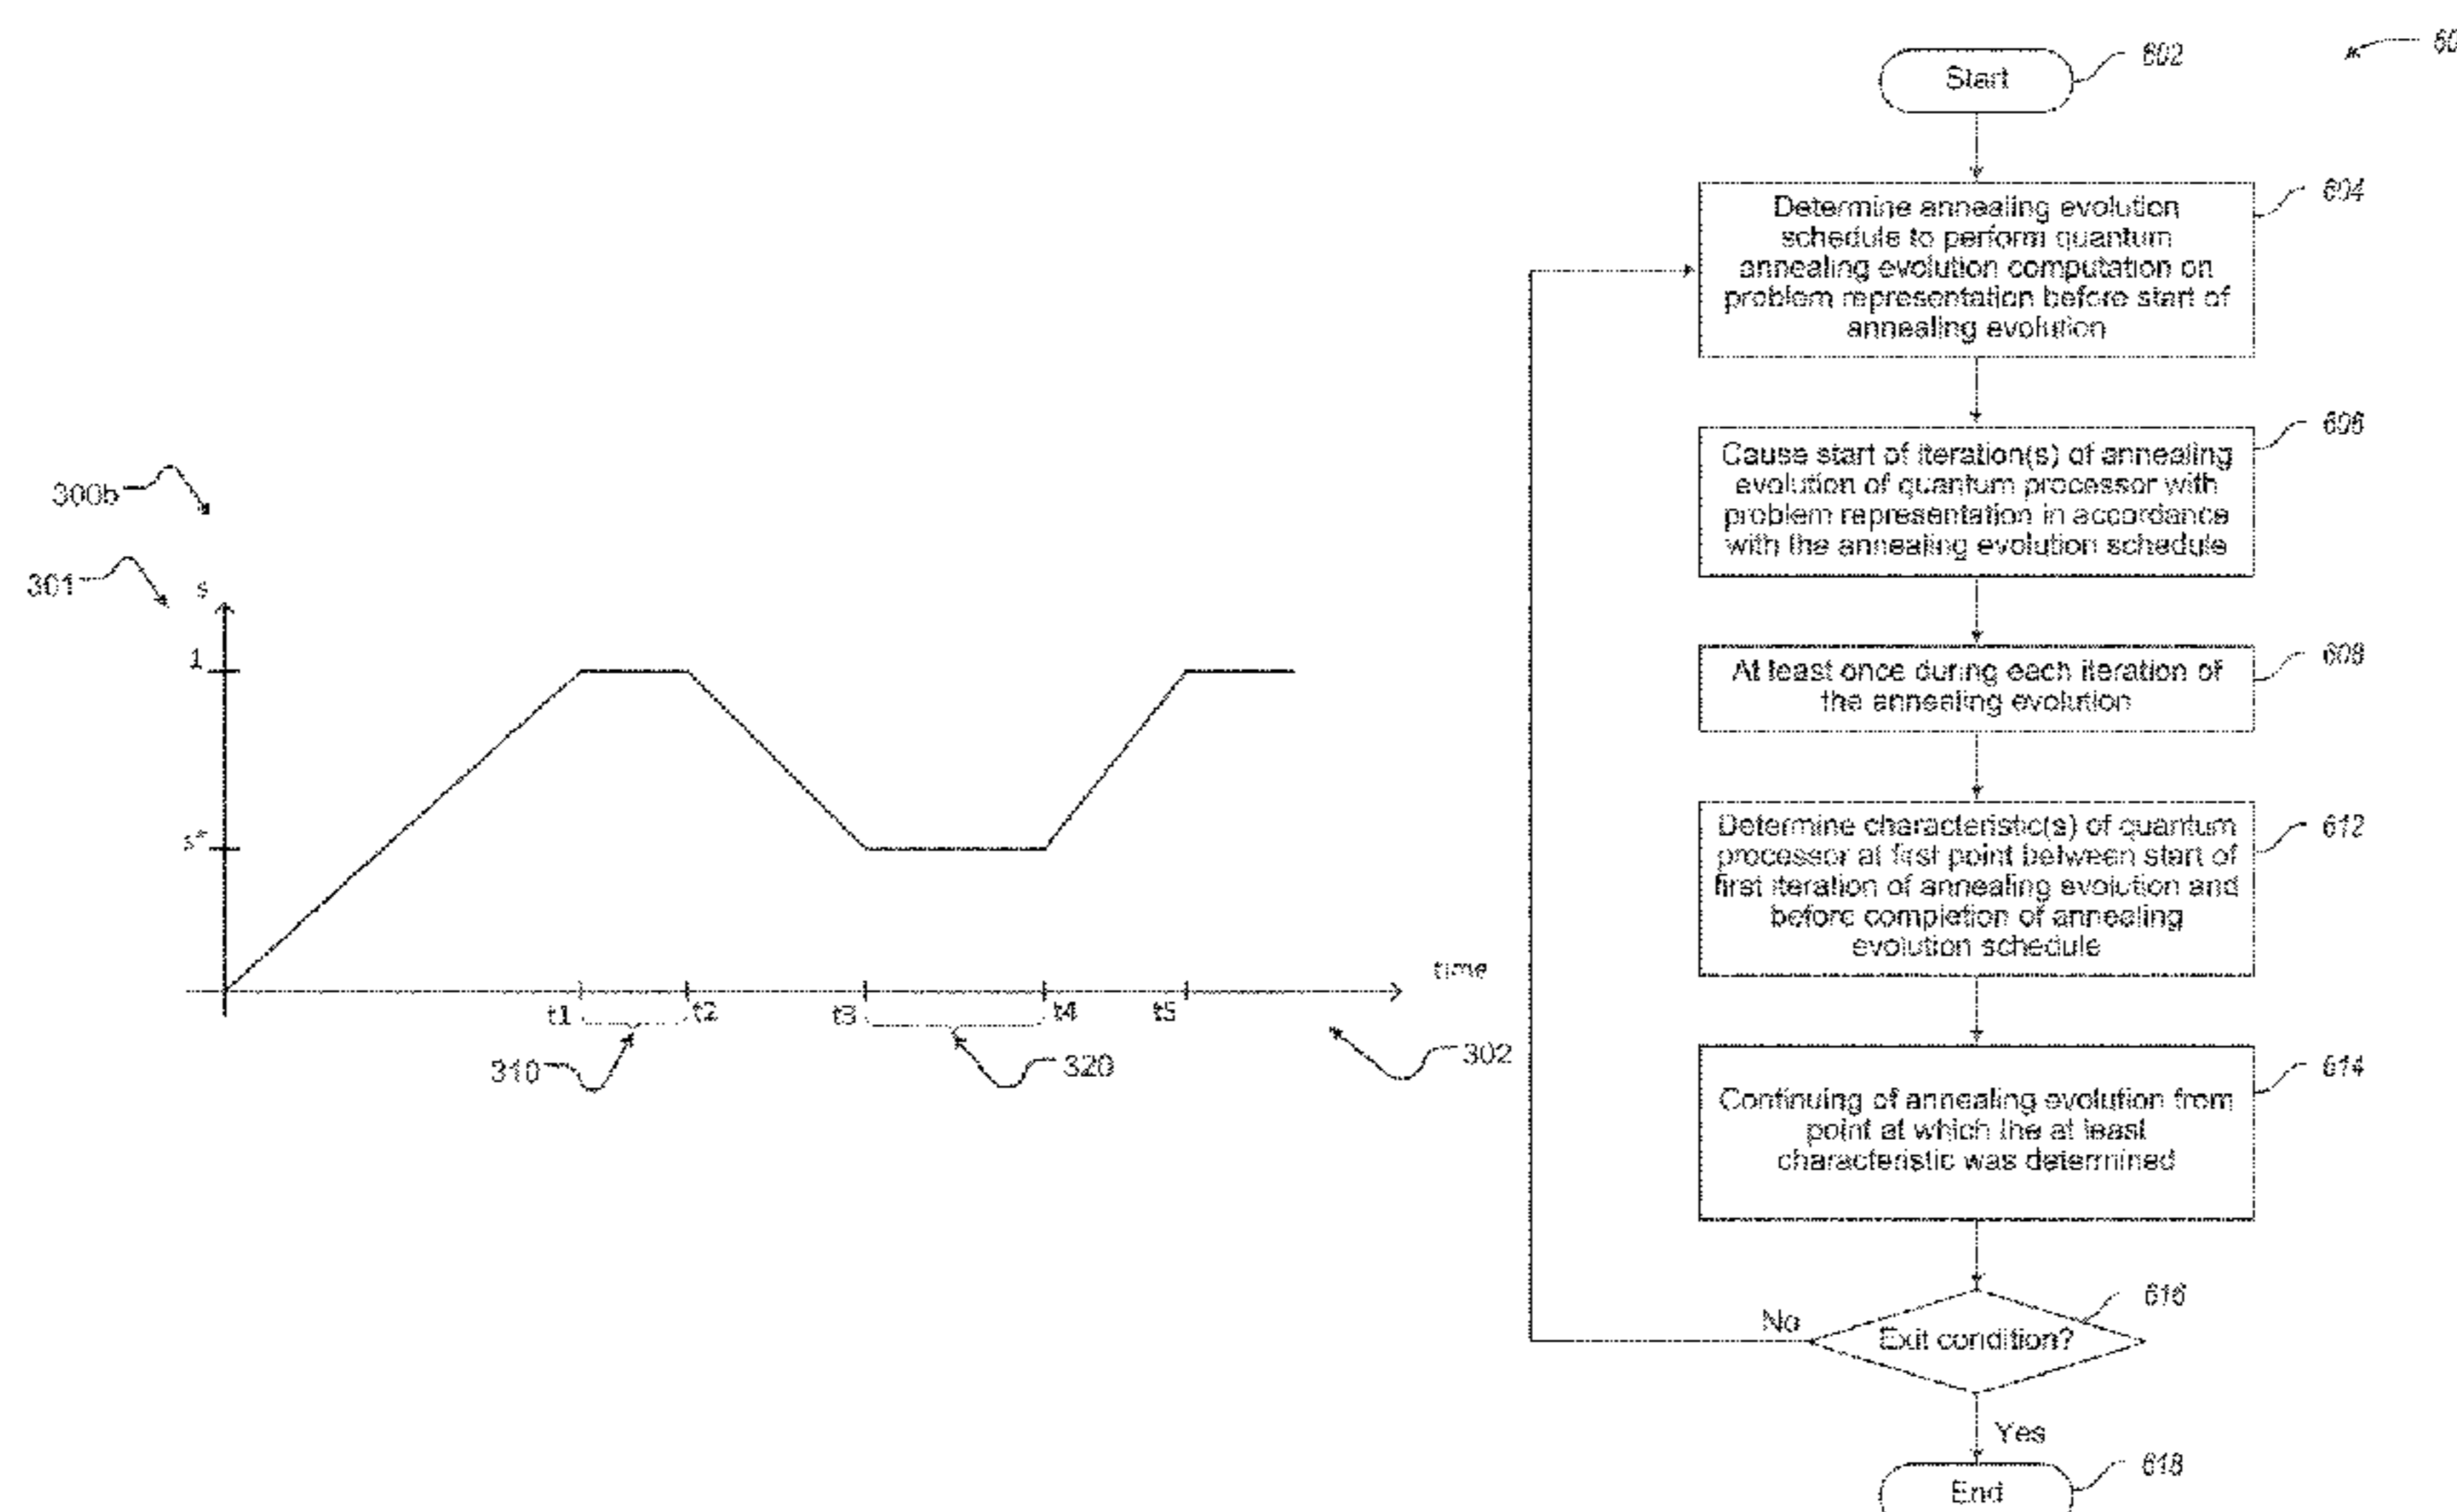 300b
301
s
1
s*
time
t1
t2
t3
t4
t5
310
320
302
602
Start
604
Determine annealing evolution
schedule to perform quantum
annealing evolution computation on
problem representation before start of
annealing evolution
606
Cause start of iteration(s) of annealing
evolution of quantum processor with
problem representation in accordance
with the annealing evolution schedule
608
At least once during each iteration of
the annealing evolution
612
Determine characteristic(s) of quantum
processor at first point between start of
first iteration of annealing evolution and
before completion of annealing
evolution schedule
614
Continuing of annealing evolution from
point at which the at least
characteristic was determined
616
No
Exit condition?
Yes
618
End